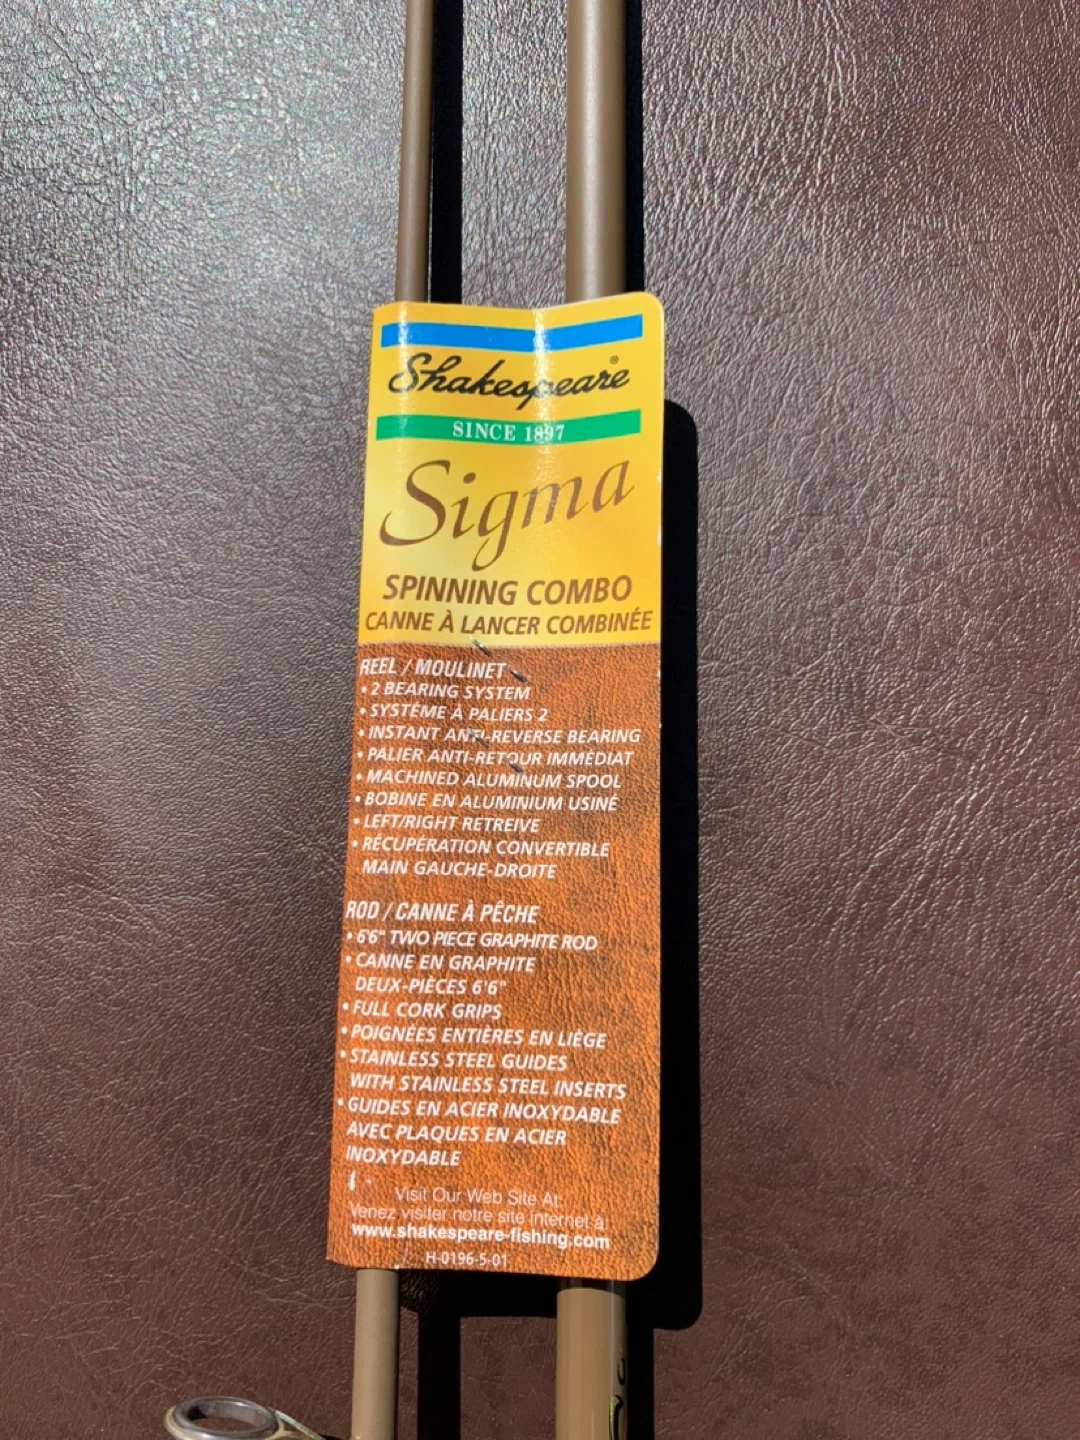 Shakespeare®
SINCE 1897
Sigma
SPINNING COMBO
CANNE À LANCER COMBINÉE
REEL / MOULINET
• 2 BEARING SYSTEM
• SYSTÈME À PALIERS 2
• INSTANT ANTI-REVERSE BEARING
• PALIER ANTI-RETOUR IMMÉDIAT
• MACHINED ALUMINUM SPOOL
• BOBINE EN ALUMINIUM USINÉ
• LEFT/RIGHT RETREIVE
• RÉCUPÉRATION CONVERTIBLE
MAIN GAUCHE-DROITE
ROD / CANNE À PÊCHE
• 6'6" TWO PIECE GRAPHITE ROD
• CANNE EN GRAPHITE
DEUX-PIÈCES 6'6"
• FULL CORK GRIPS
• POIGNÉES ENTIÈRES EN LIÈGE
• STAINLESS STEEL GUIDES
WITH STAINLESS STEEL INSERTS
• GUIDES EN ACIER INOXYDABLE
AVEC PLAQUES EN ACIER
INOXYDABLE
Visit Our Web Site At:
Venez visiter notre site internet à:
www.shakespeare-fishing.com
H-0196-5-01